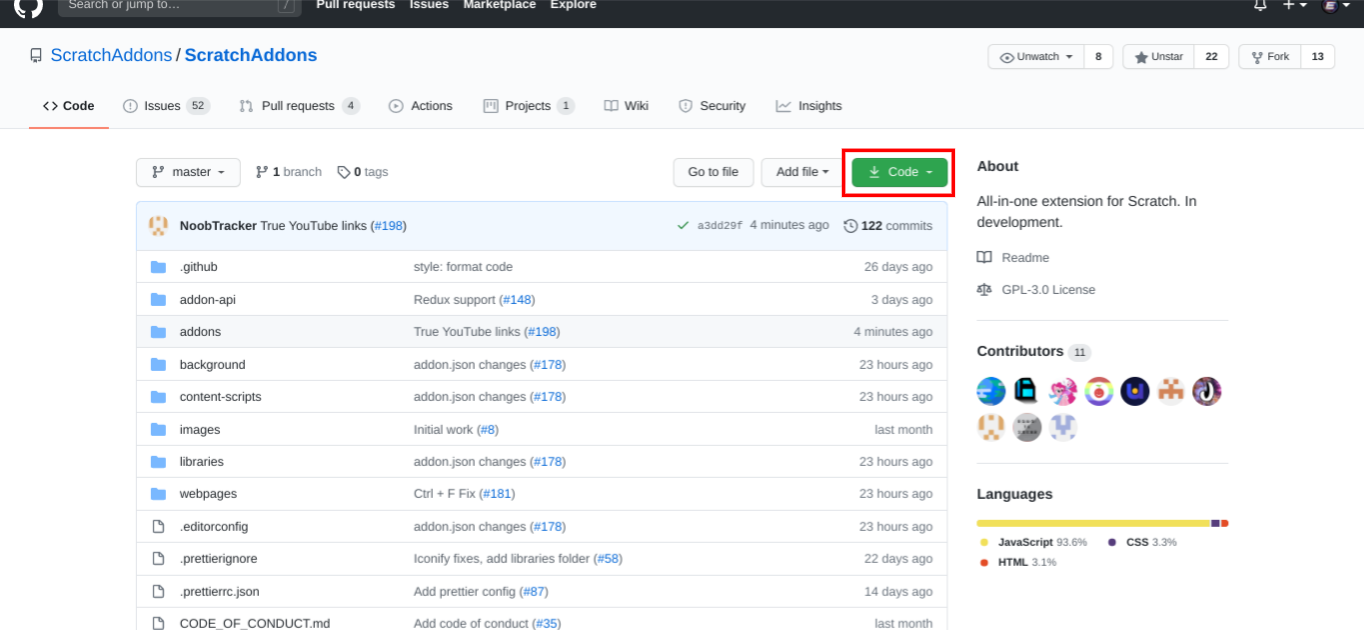 Search or jump to… / Pull requests Issues Marketplace Explore
ScratchAddons / ScratchAddons Unwatch 8 Unstar 22 Fork 13
Code Issues 52 Pull requests 4 Actions Projects 1 Wiki Security Insights
master 1 branch 0 tags Go to file Add file Code
NoobTracker True YouTube links (#198) a3dd29f 4 minutes ago 122 commits
.github style: format code 26 days ago
addon-api Redux support (#148) 3 days ago
addons True YouTube links (#198) 4 minutes ago
background addon.json changes (#178) 23 hours ago
content-scripts addon.json changes (#178) 23 hours ago
images Initial work (#8) last month
libraries addon.json changes (#178) 23 hours ago
webpages Ctrl + F Fix (#181) 23 hours ago
.editorconfig addon.json changes (#178) 23 hours ago
.prettierignore Iconify fixes, add libraries folder (#58) 22 days ago
.prettierrc.json Add prettier config (#87) 14 days ago
CODE_OF_CONDUCT.md Add code of conduct (#35) last month
About
All-in-one extension for Scratch. In
development.
Readme
GPL-3.0 License
Contributors 11
Languages
JavaScript 93.6% CSS 3.3%
HTML 3.1%